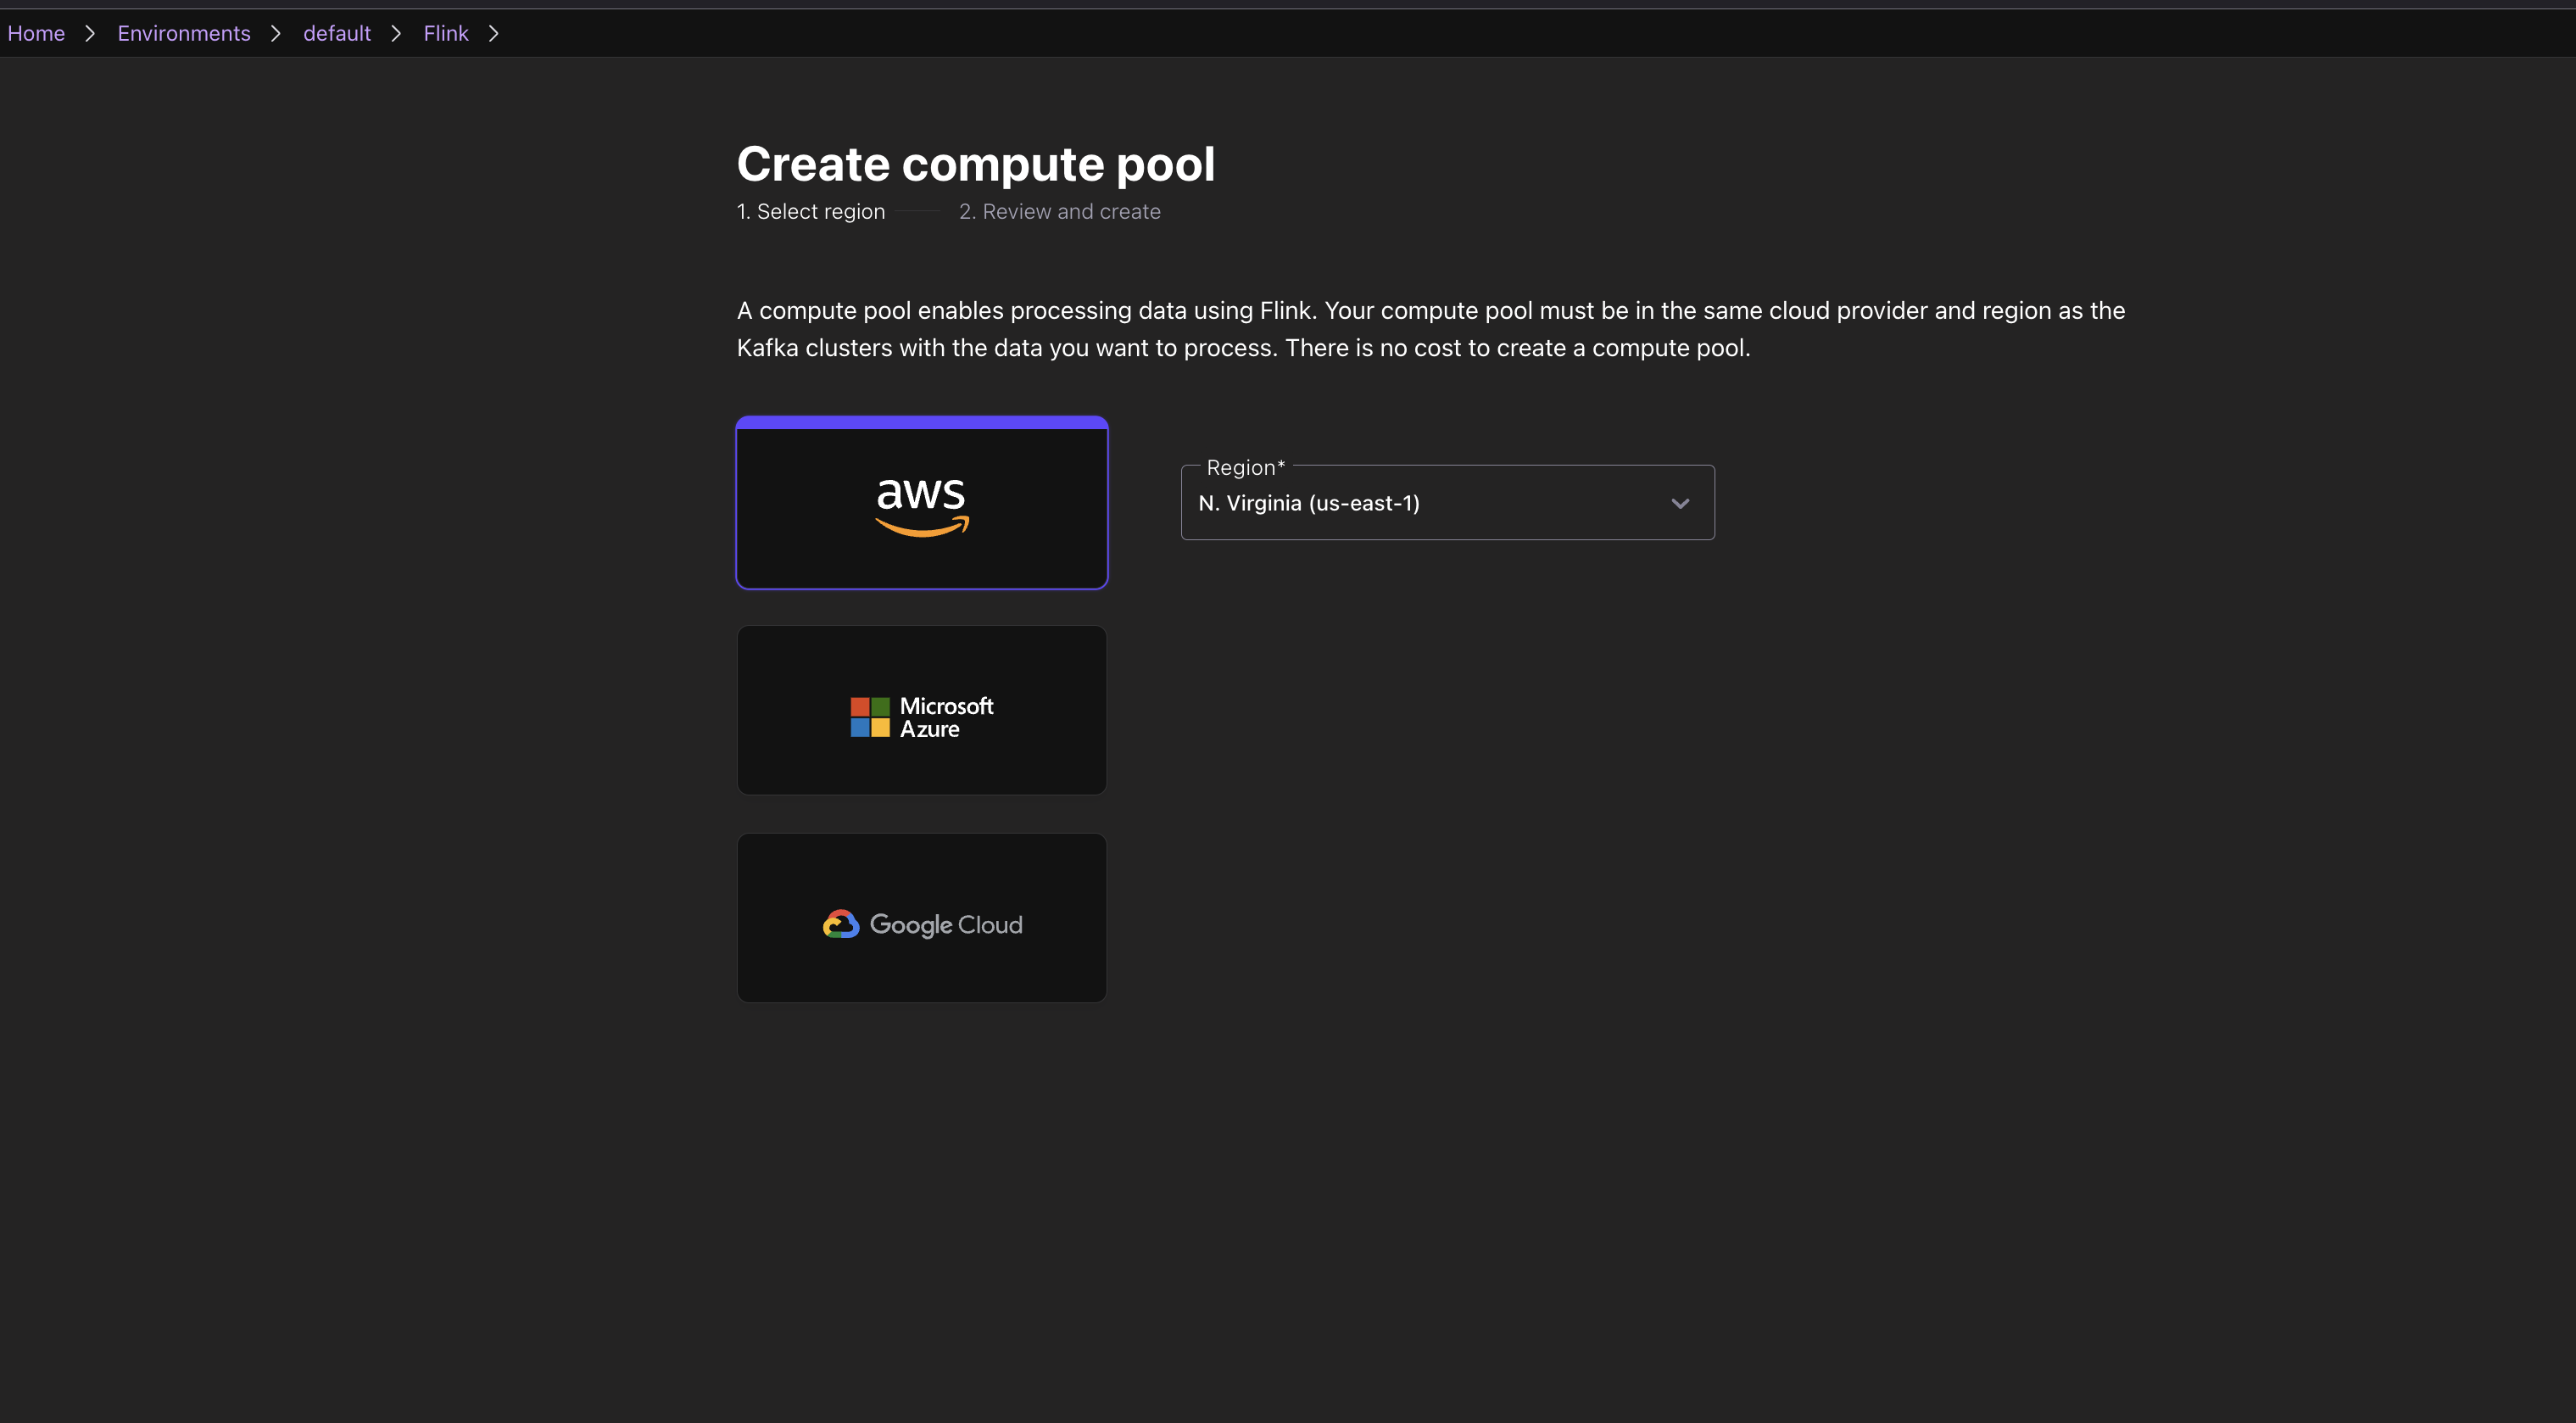 Home > Environments > default > Flink >
Create compute pool
1. Select region 2. Review and create
A compute pool enables processing data using Flink. Your compute pool must be in the same cloud provider and region as the
Kafka clusters with the data you want to process. There is no cost to create a compute pool.
aws
Region*
N. Virginia (us-east-1)
Microsoft
Azure
Google Cloud